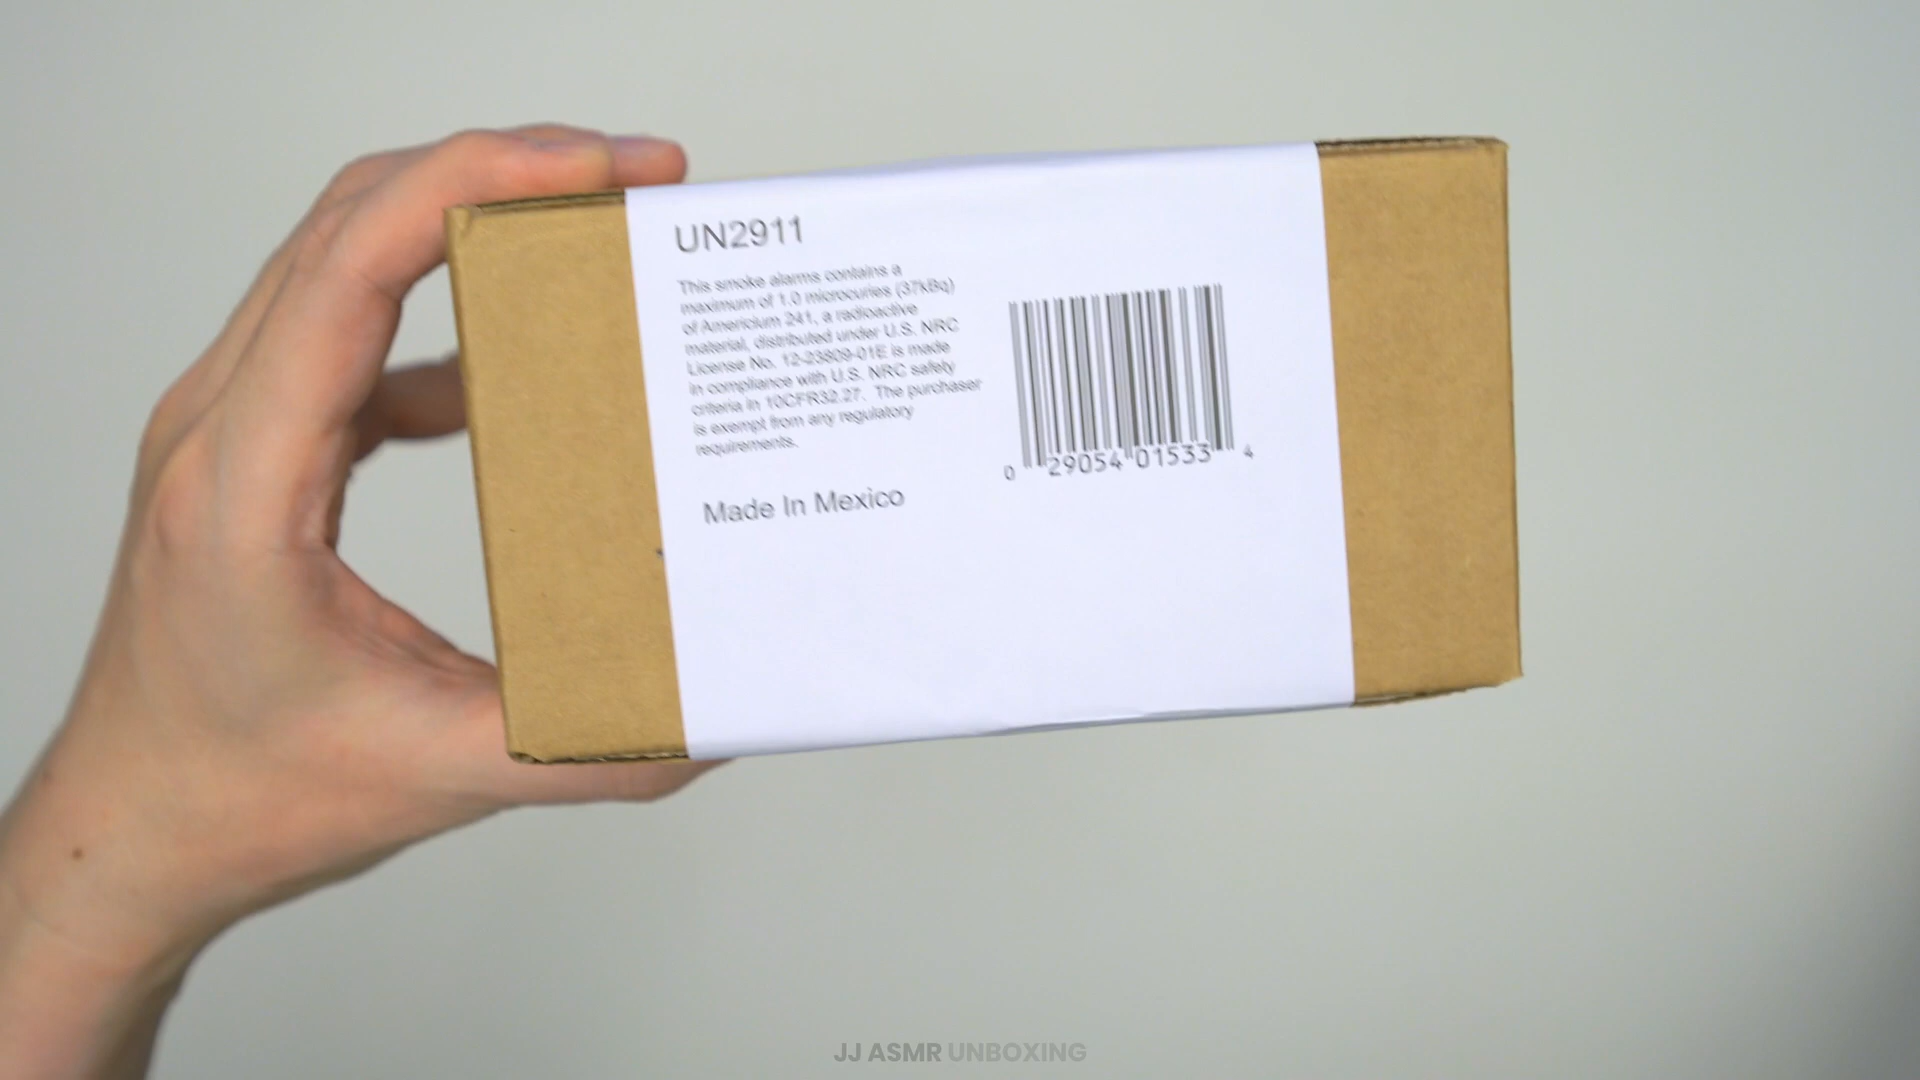 UN2911
This smoke alarms contains a
maximum of 1.0 microcuries (37kBq)
of Americium 241, a radioactive
material, distributed under U.S. NRC
License No. 12-23809-01E is made
in compliance with U.S. NRC safety
criteria in 10CFR32.27. The purchaser
is exempt from any regulatory
requirements.
Made In Mexico
0 29054 01533 4
JJ ASMR UNBOXING